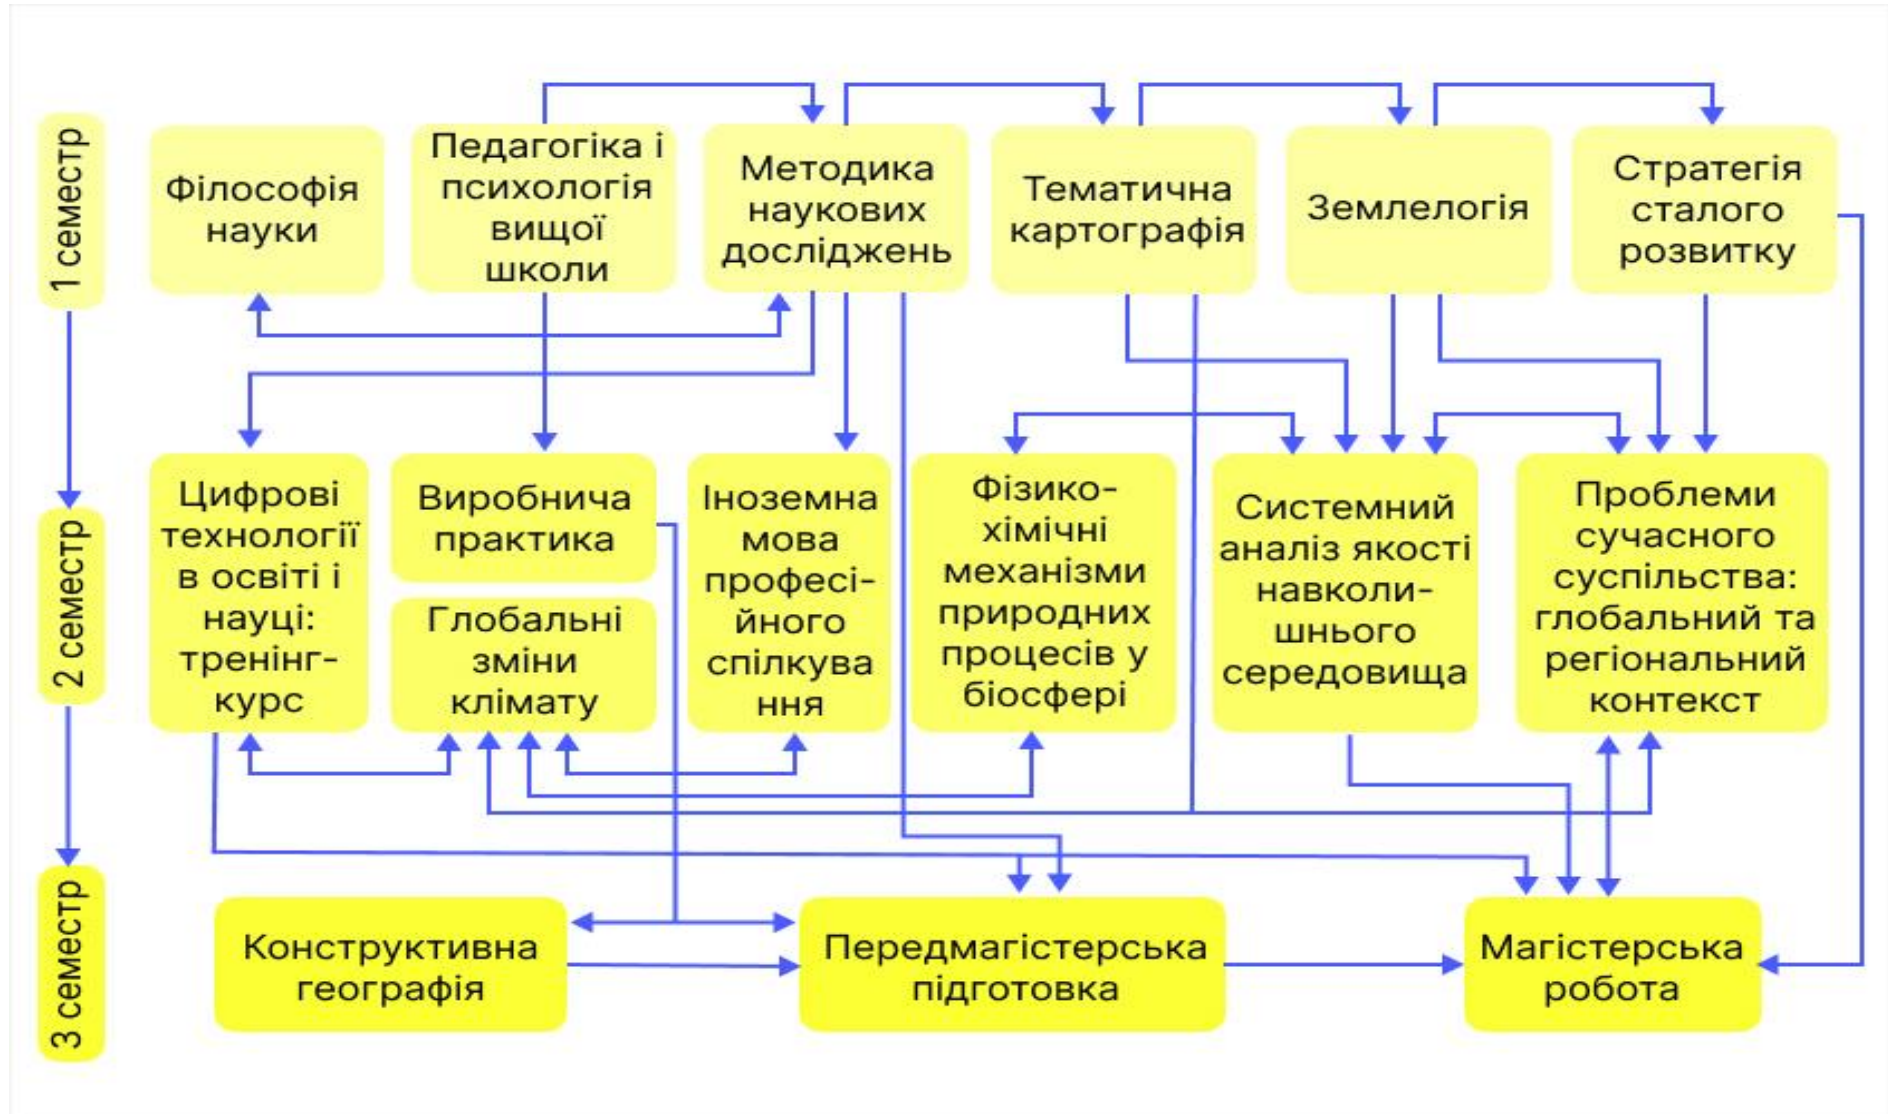 1 семестр
Філософія
науки
Педагогіка і
психологія
вищої
школи
Методика
наукових
досліджень
Тематична
картографія
Землелогія
Стратегія
сталого
розвитку
2 семестр
Цифрові
технології
в освіті і
науці:
тренінг-
курс
Виробнича
практика
Глобальні
зміни
клімату
Іноземна
мова
професі-
йного
спілкува
ння
Фізико-
хімічні
механізми
природних
процесів у
біосфері
Системний
аналіз якості
навколи-
шнього
середовища
Проблеми
сучасного
суспільства:
глобальний та
регіональний
контекст
3 семестр
Конструктивна
географія
Передмагістерська
підготовка
Магістерська
робота